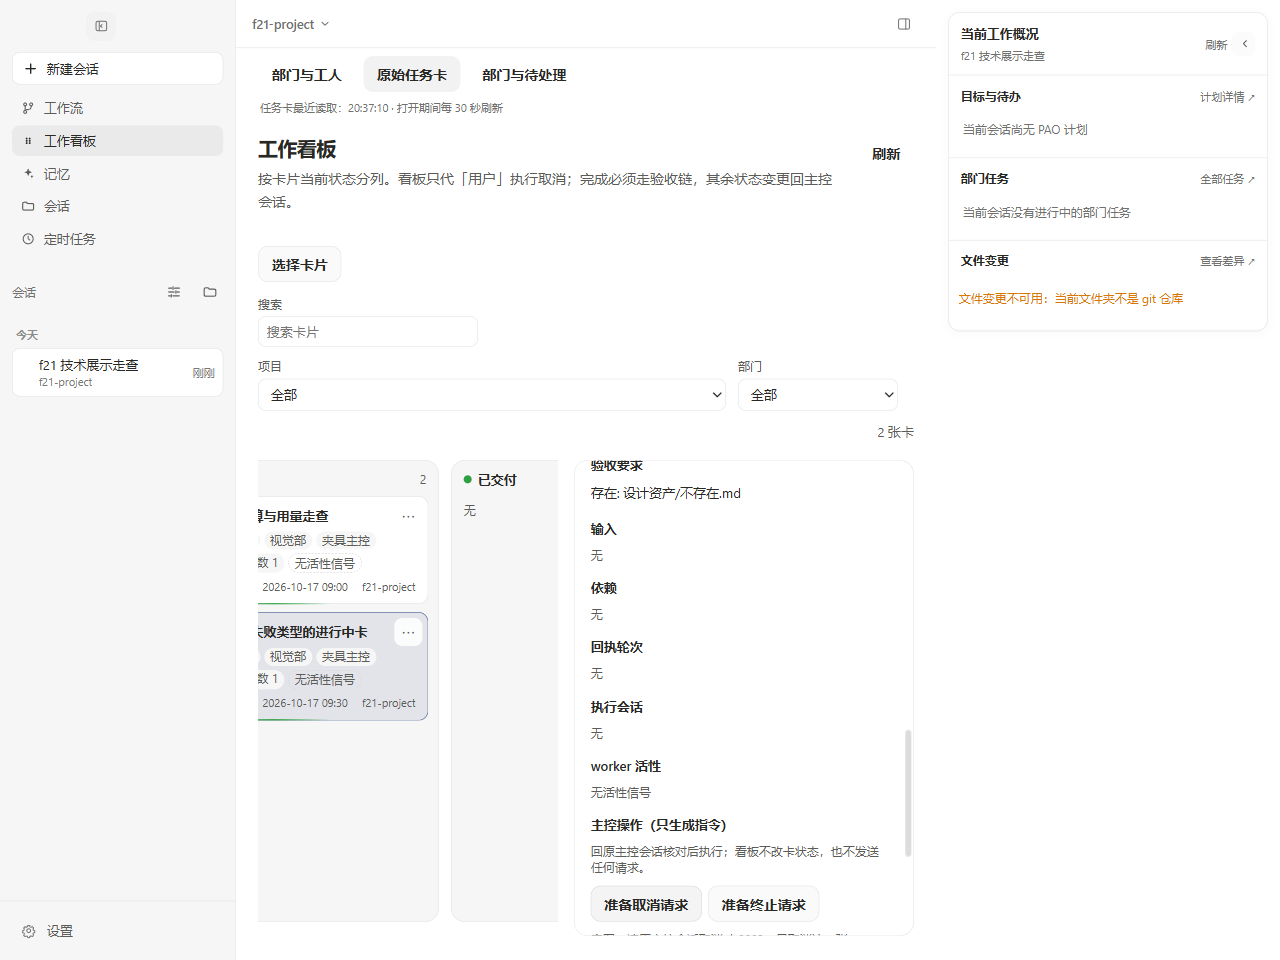 新建会话
工作流
工作看板
记忆
会话
定时任务
会话
今天
f21 技术展示走查
f21-project
刚刚
设置
f21-project
部门与工人
原始任务卡
部门与待处理
任务卡最近读取：20:37:10 · 打开期间每 30 秒刷新
工作看板
刷新
按卡片当前状态分列。看板只代「用户」执行取消；完成必须走验收链，其余状态变更回主控
会话。
选择卡片
搜索
搜索卡片
项目
部门
全部
全部
2 张卡
2
与用量走查
视觉部 夹具主控
数 1 无活性信号
2026-10-17 09:00 f21-project
败类型的进行中卡
视觉部 夹具主控
数 1 无活性信号
2026-10-17 09:30 f21-project
已交付
无
验收要求
存在: 设计资产/不存在.md
输入
无
依赖
无
回执轮次
无
执行会话
无
worker 活性
无活性信号
主控操作（只生成指令）
回原主控会话核对后执行；看板不改卡状态，也不发送
任何请求。
准备取消请求
准备终止请求
当前工作概况
f21 技术展示走查
刷新
目标与待办
计划详情 ↗
当前会话尚无 PAO 计划
部门任务
全部任务 ↗
当前会话没有进行中的部门任务
文件变更
查看差异 ↗
文件变更不可用：当前文件夹不是 git 仓库